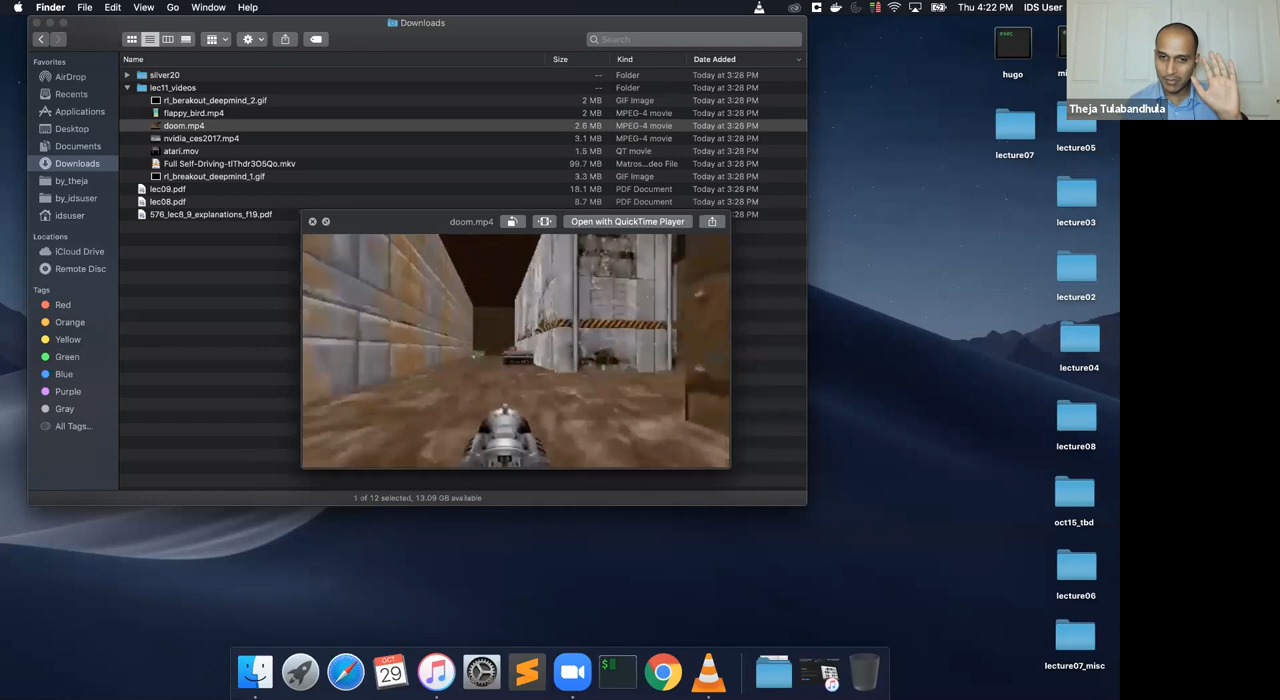 Finder File Edit View Go Window Help Thu 4:22 PM IDS User
Downloads
Search
Favorites
AirDrop
Recents
Applications
Desktop
Documents
Downloads
by_theja
by_idsuser
idsuser
Locations
iCloud Drive
Remote Disc
Tags
Red
Orange
Yellow
Green
Blue
Purple
Gray
All Tags...
Name Size Kind Date Added
silver20 -- Folder Today at 3:28 PM
lec11_videos -- Folder Today at 3:28 PM
rl_berakout_deepmind_2.gif 2 MB GIF Image Today at 3:28 PM
flappy_bird.mp4 2 MB MPEG-4 movie Today at 3:28 PM
doom.mp4 2.6 MB MPEG-4 movie Today at 3:28 PM
nvidia_ces2017.mp4 3.1 MB MPEG-4 movie Today at 3:28 PM
atari.mov 1.5 MB QT movie Today at 3:28 PM
Full Self-Driving-tlThdr3O5Qo.mkv 99.7 MB Matros...deo File Today at 3:28 PM
rl_breakout_deepmind_1.gif 3.3 MB GIF Image Today at 3:28 PM
lec09.pdf 18.1 MB PDF Document Today at 3:28 PM
lec08.pdf 8.7 MB PDF Document Today at 3:28 PM
576_lec8_9_explanations_f19.pdf 3:28 PM
doom.mp4 Open with QuickTime Player
1 of 12 selected, 13.09 GB available
exec
hugo
Theja Tulabandhula
lecture07
lecture05
lecture03
lecture02
lecture04
lecture08
oct15_tbd
lecture06
lecture07_misc
OCT
29
$